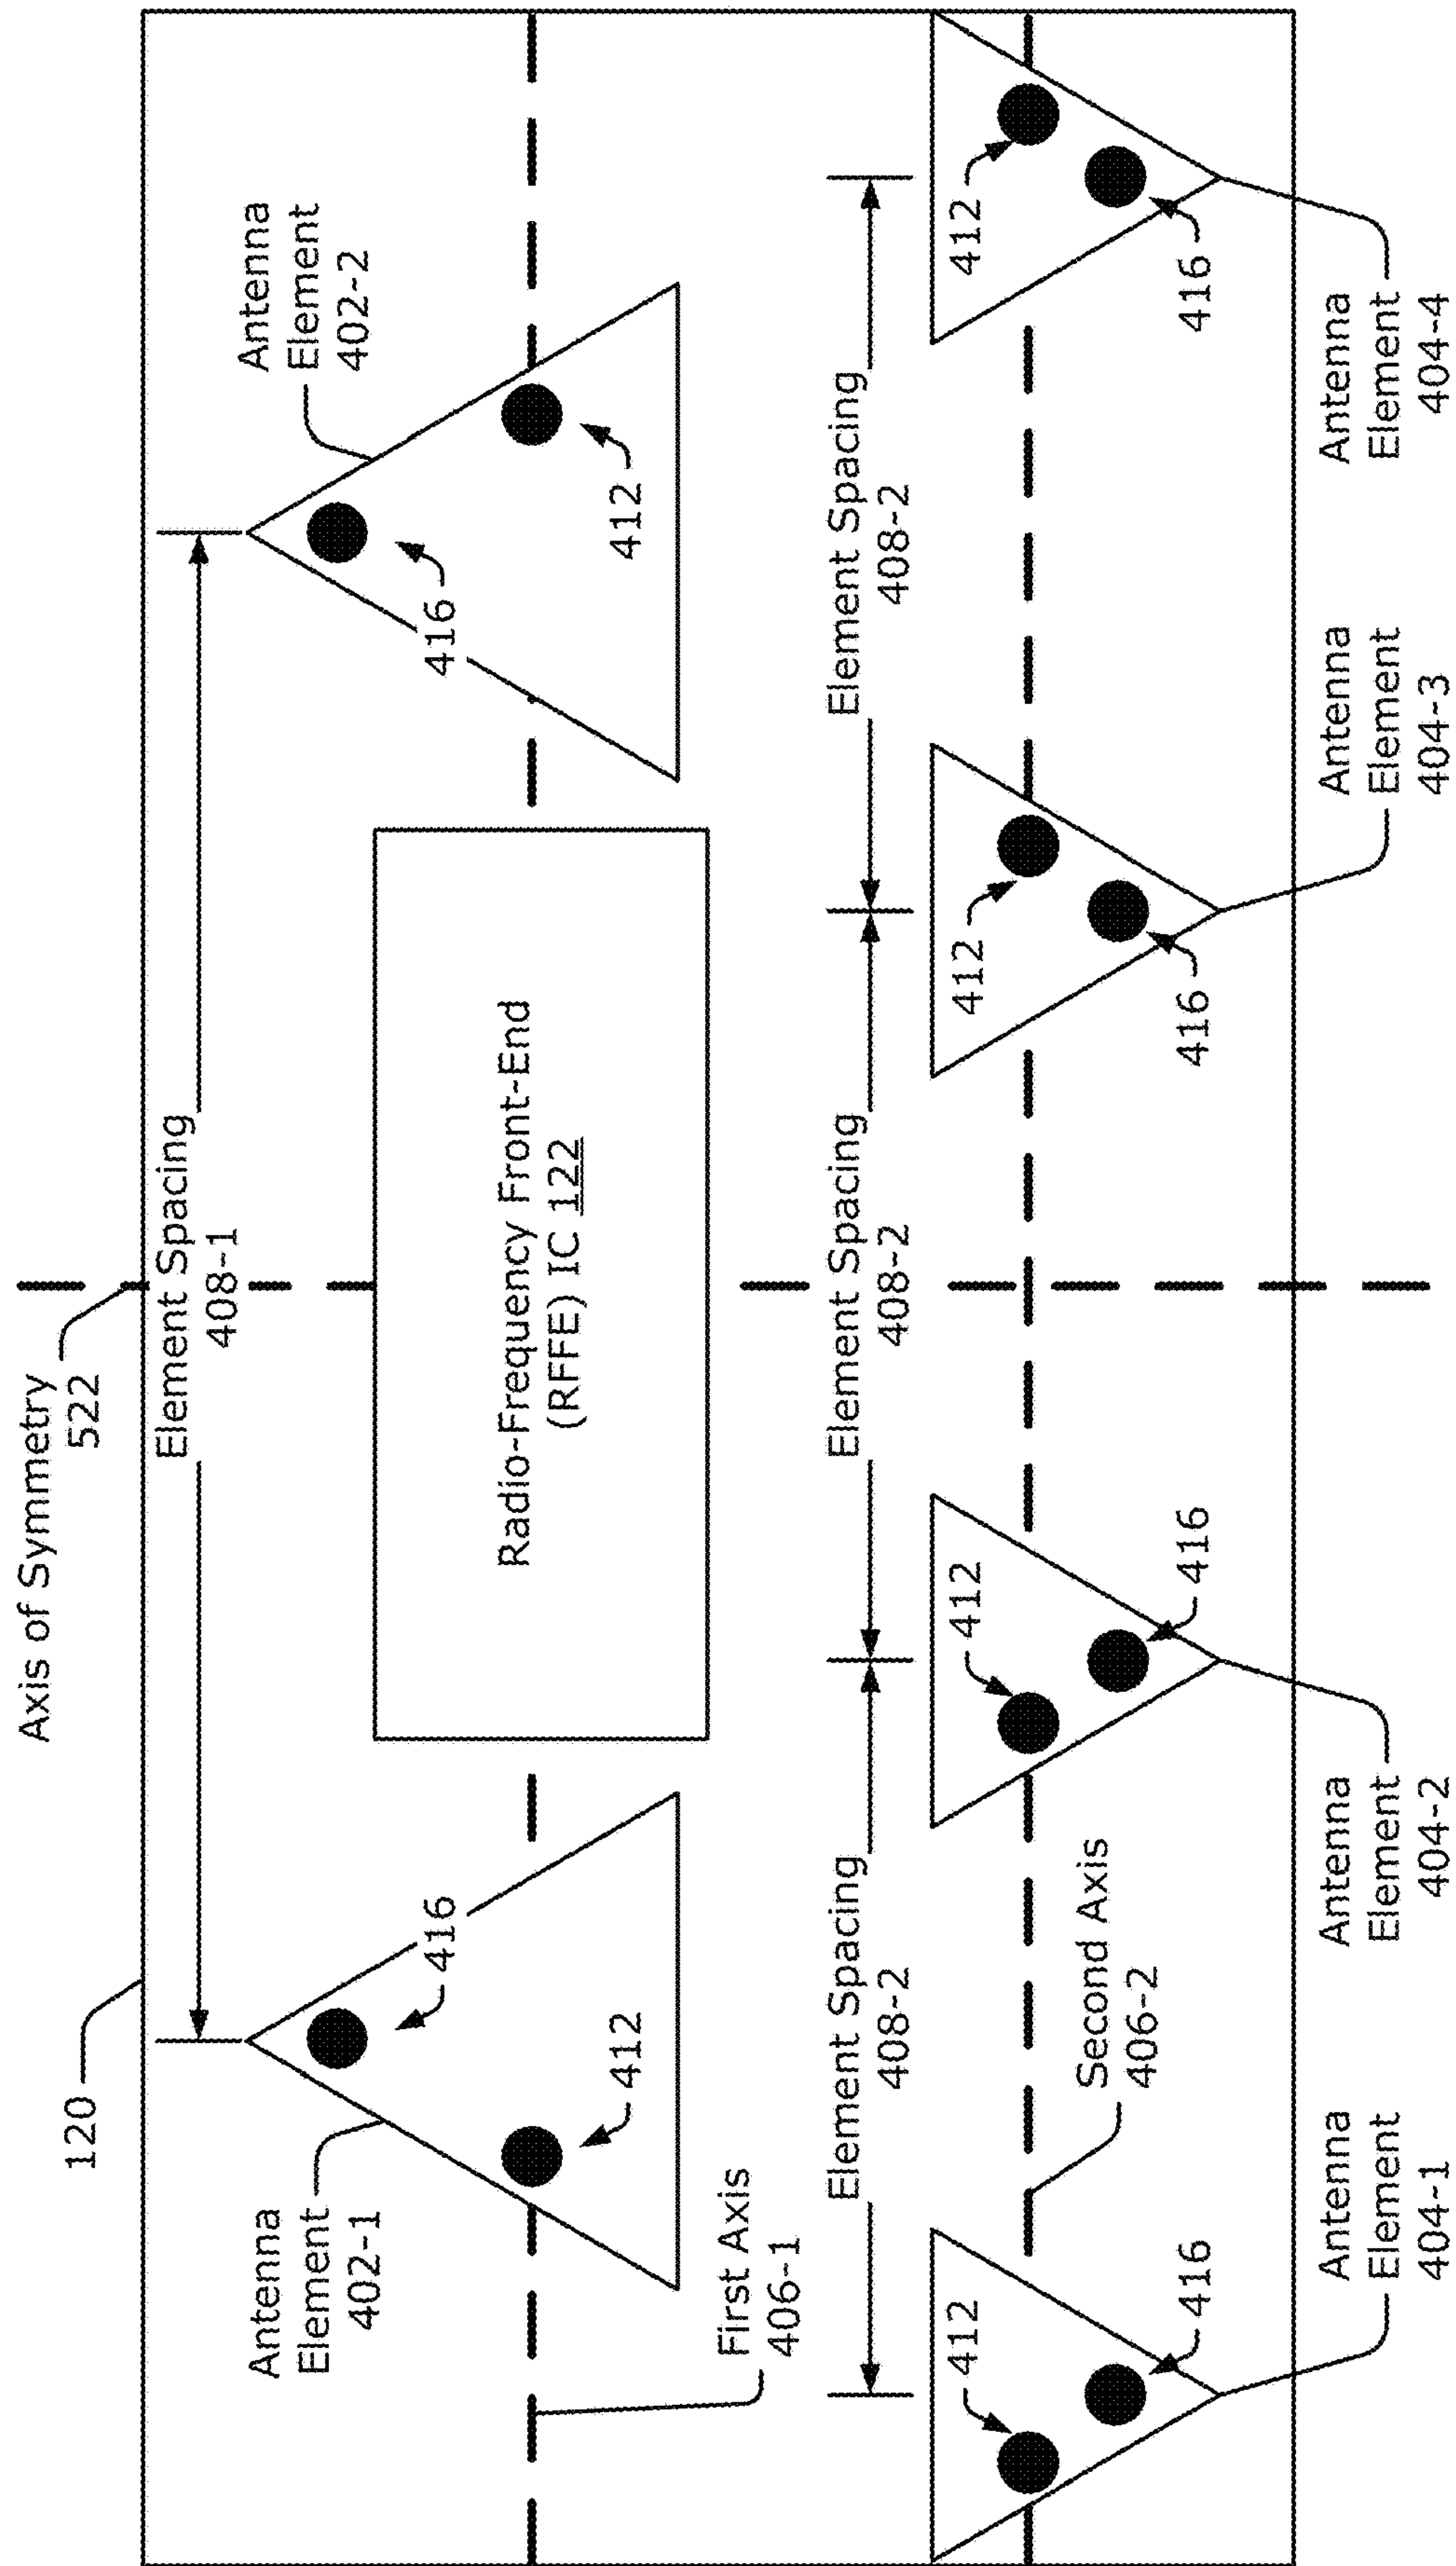 Axis of Symmetry
522
120
Element Spacing
408-1
Antenna
Element
402-1
Antenna
Element
402-2
416
416
412
412
Radio-Frequency Front-End
(RFFE) IC 122
First Axis
406-1
Element Spacing
408-2
Element Spacing
408-2
Element Spacing
408-2
412
412
412
412
416
416
416
416
Second Axis
406-2
Antenna
Element
404-1
Antenna
Element
404-2
Antenna
Element
404-3
Antenna
Element
404-4